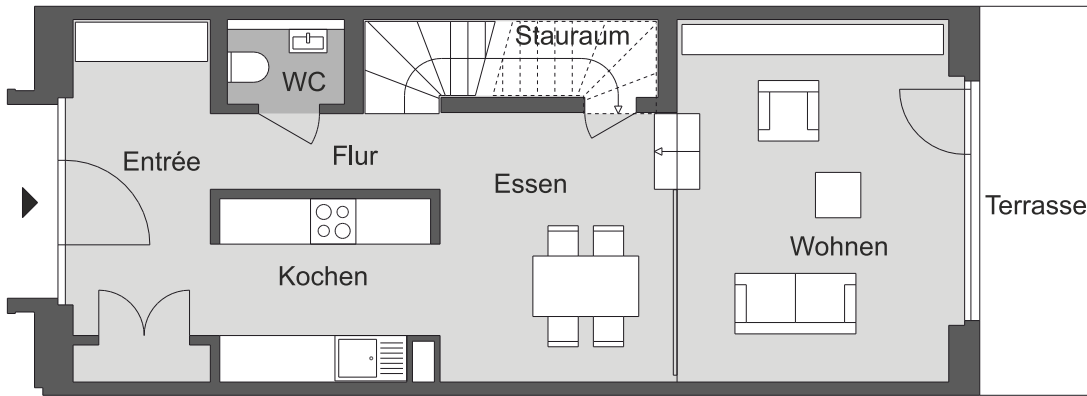 Stauraum
WC
Flur
Entrée
Essen
Terrasse
Wohnen
Kochen